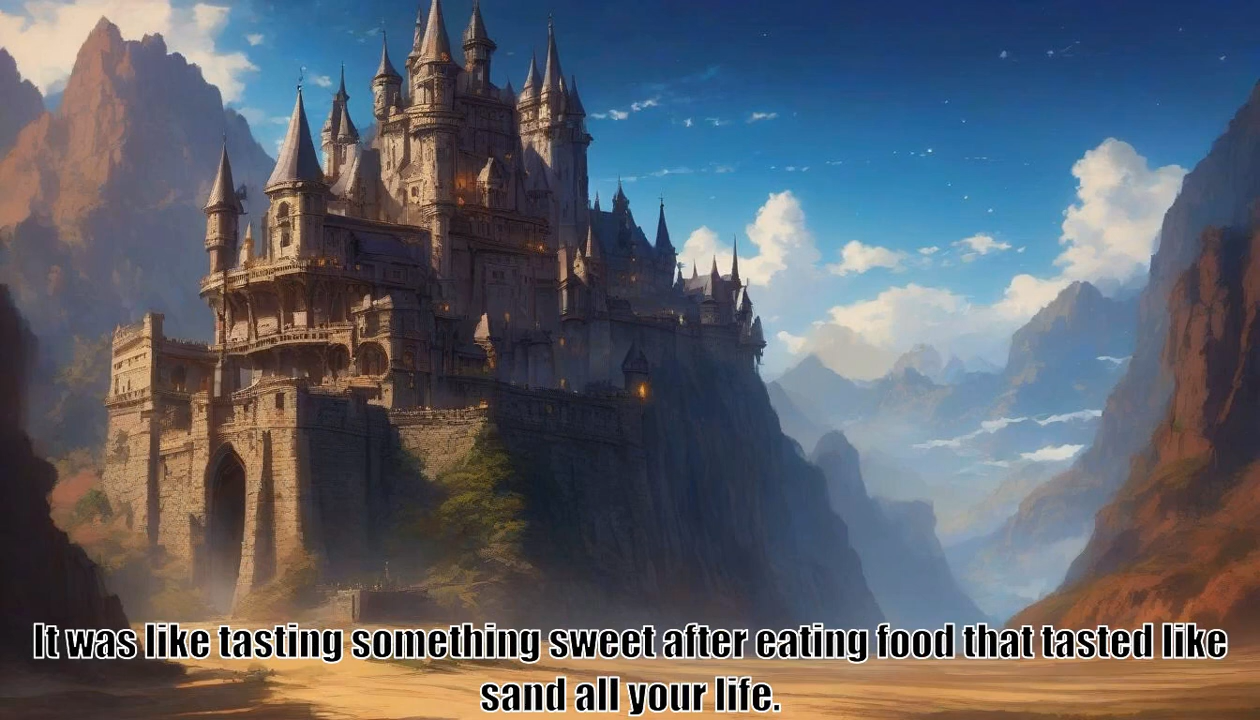 It was like tasting something sweet after eating food that tasted like
sand all your life.